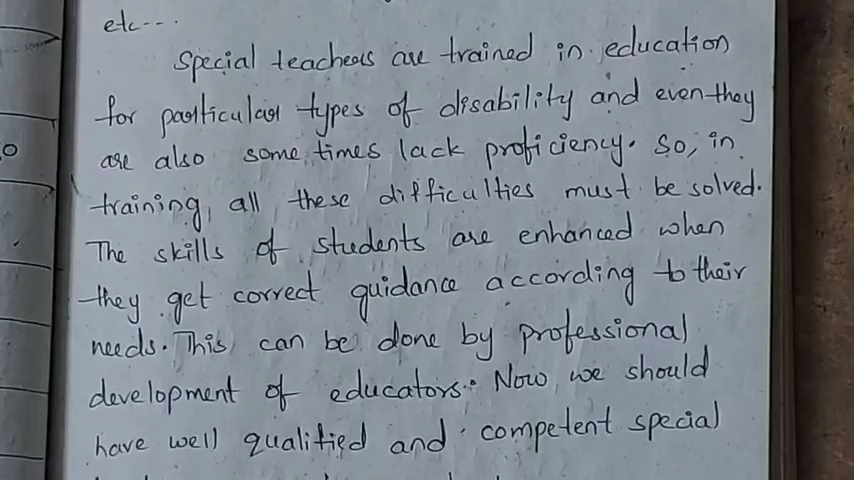 etc---
Special teachers are trained in education
for particular types of disability and even they
are also some times lack proficiency. So, in
training, all these difficulties must be solved.
The skills of students are enhanced when
they get correct guidance according to their
needs. This can be done by professional
development of educators. Now we should
have well qualified and competent special